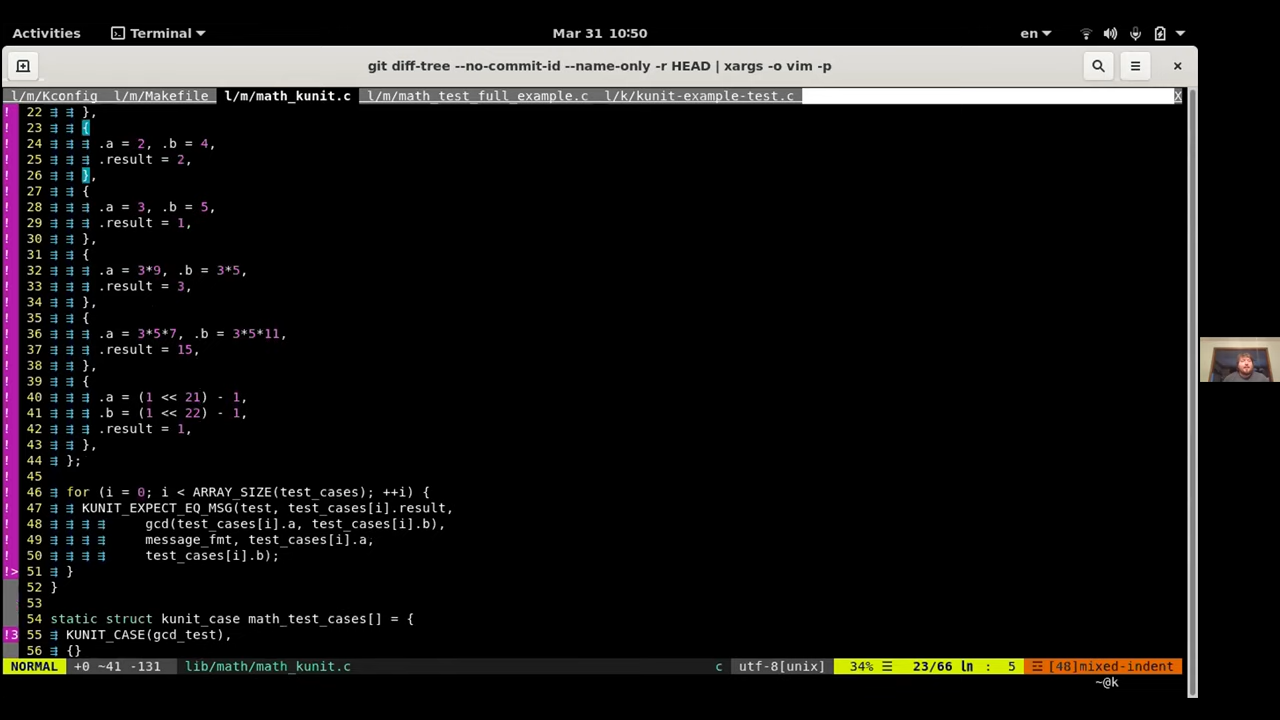 Activities Terminal Mar 31 10:50 en
git diff-tree --no-commit-id --name-only -r HEAD | xargs -o vim -p
l/m/Kconfig l/m/Makefile l/m/math_kunit.c l/m/math_test_full_example.c l/k/kunit-example-test.c X
! 22 },
! 23 {
! 24 .a = 2, .b = 4,
! 25 .result = 2,
! 26 },
! 27 {
! 28 .a = 3, .b = 5,
! 29 .result = 1,
! 30 },
! 31 {
! 32 .a = 3*9, .b = 3*5,
! 33 .result = 3,
! 34 },
! 35 {
! 36 .a = 3*5*7, .b = 3*5*11,
! 37 .result = 15,
! 38 },
! 39 {
! 40 .a = (1 << 21) - 1,
! 41 .b = (1 << 22) - 1,
! 42 .result = 1,
! 43 },
! 44 };
! 45
! 46 for (i = 0; i < ARRAY_SIZE(test_cases); ++i) {
! 47 KUNIT_EXPECT_EQ_MSG(test, test_cases[i].result,
! 48 gcd(test_cases[i].a, test_cases[i].b),
! 49 message_fmt, test_cases[i].a,
! 50 test_cases[i].b);
!> 51 }
52 }
53
54 static struct kunit_case math_test_cases[] = {
!3 55 KUNIT_CASE(gcd_test),
56 {}
NORMAL +0 ~41 -131 lib/math/math_kunit.c c utf-8[unix] 34% ☰ 23/66 ln : 5 ☲ [48]mixed-indent
~@k